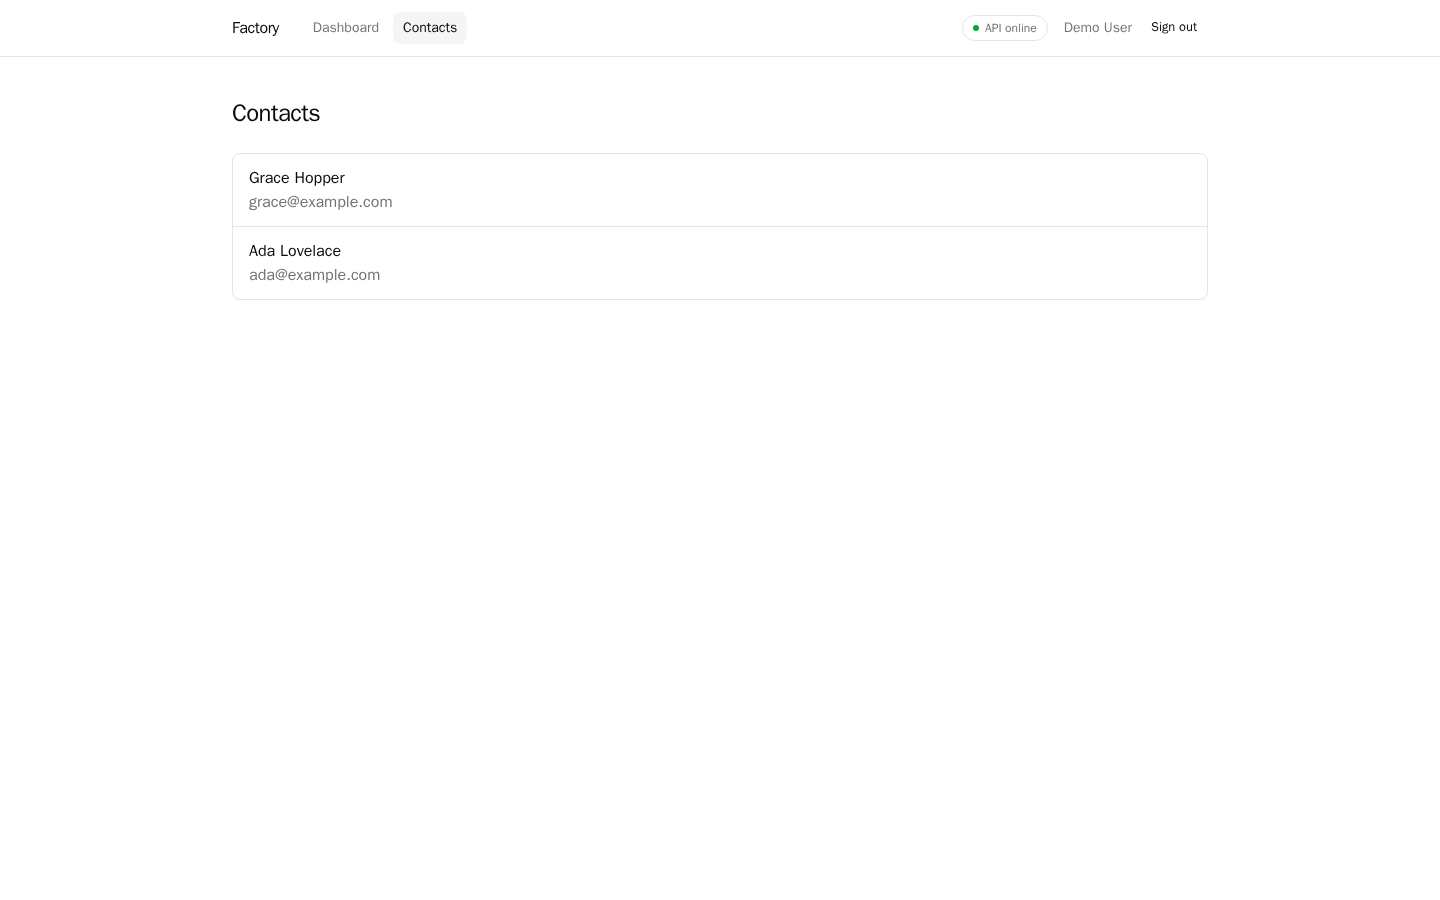 Factory
Dashboard
Contacts
API online
Demo User
Sign out
Contacts
Grace Hopper
grace@example.com
Ada Lovelace
ada@example.com